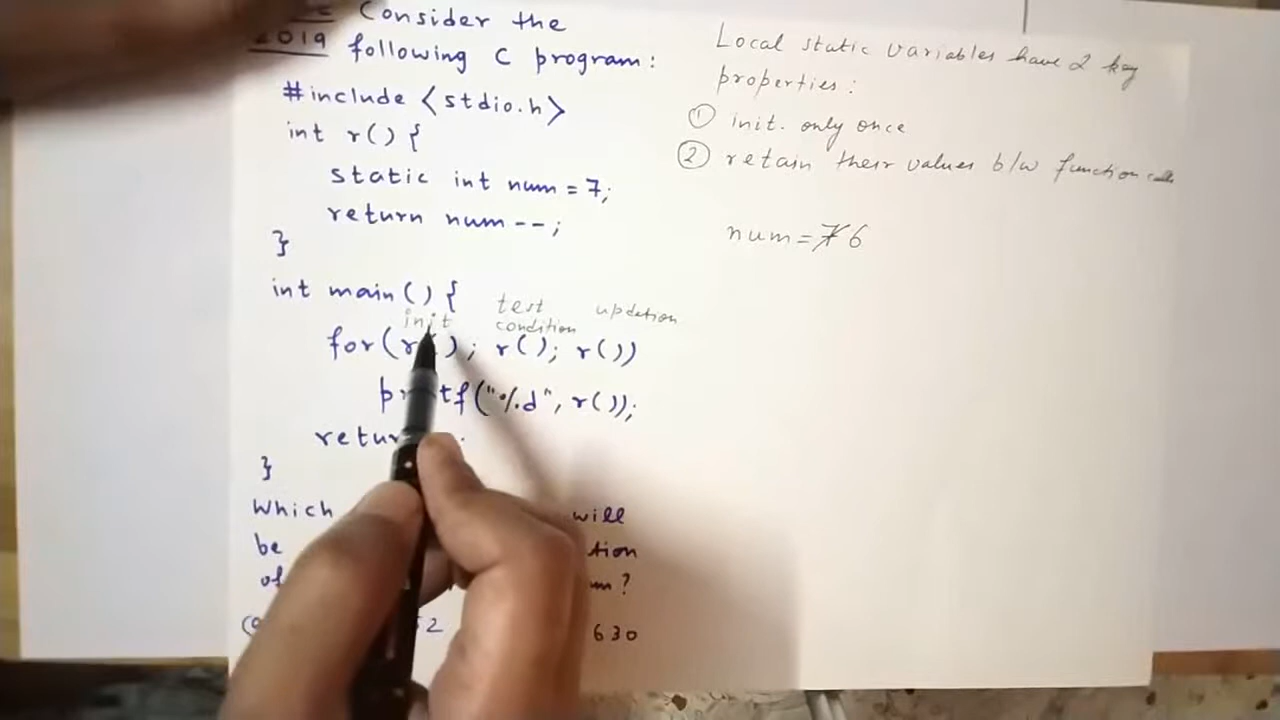 Consider the
2019 following C program:
#include <stdio.h>
int r() {
static int num = 7;
return num --;
}
int main() {
init test condition updation
for(r(); r(); r())
printf("%d", r());
}
Which will
be
of
52 630
Local static variables have 2 key
properties:
① init. only once
② retain their values b/w function calls
num = 7 6